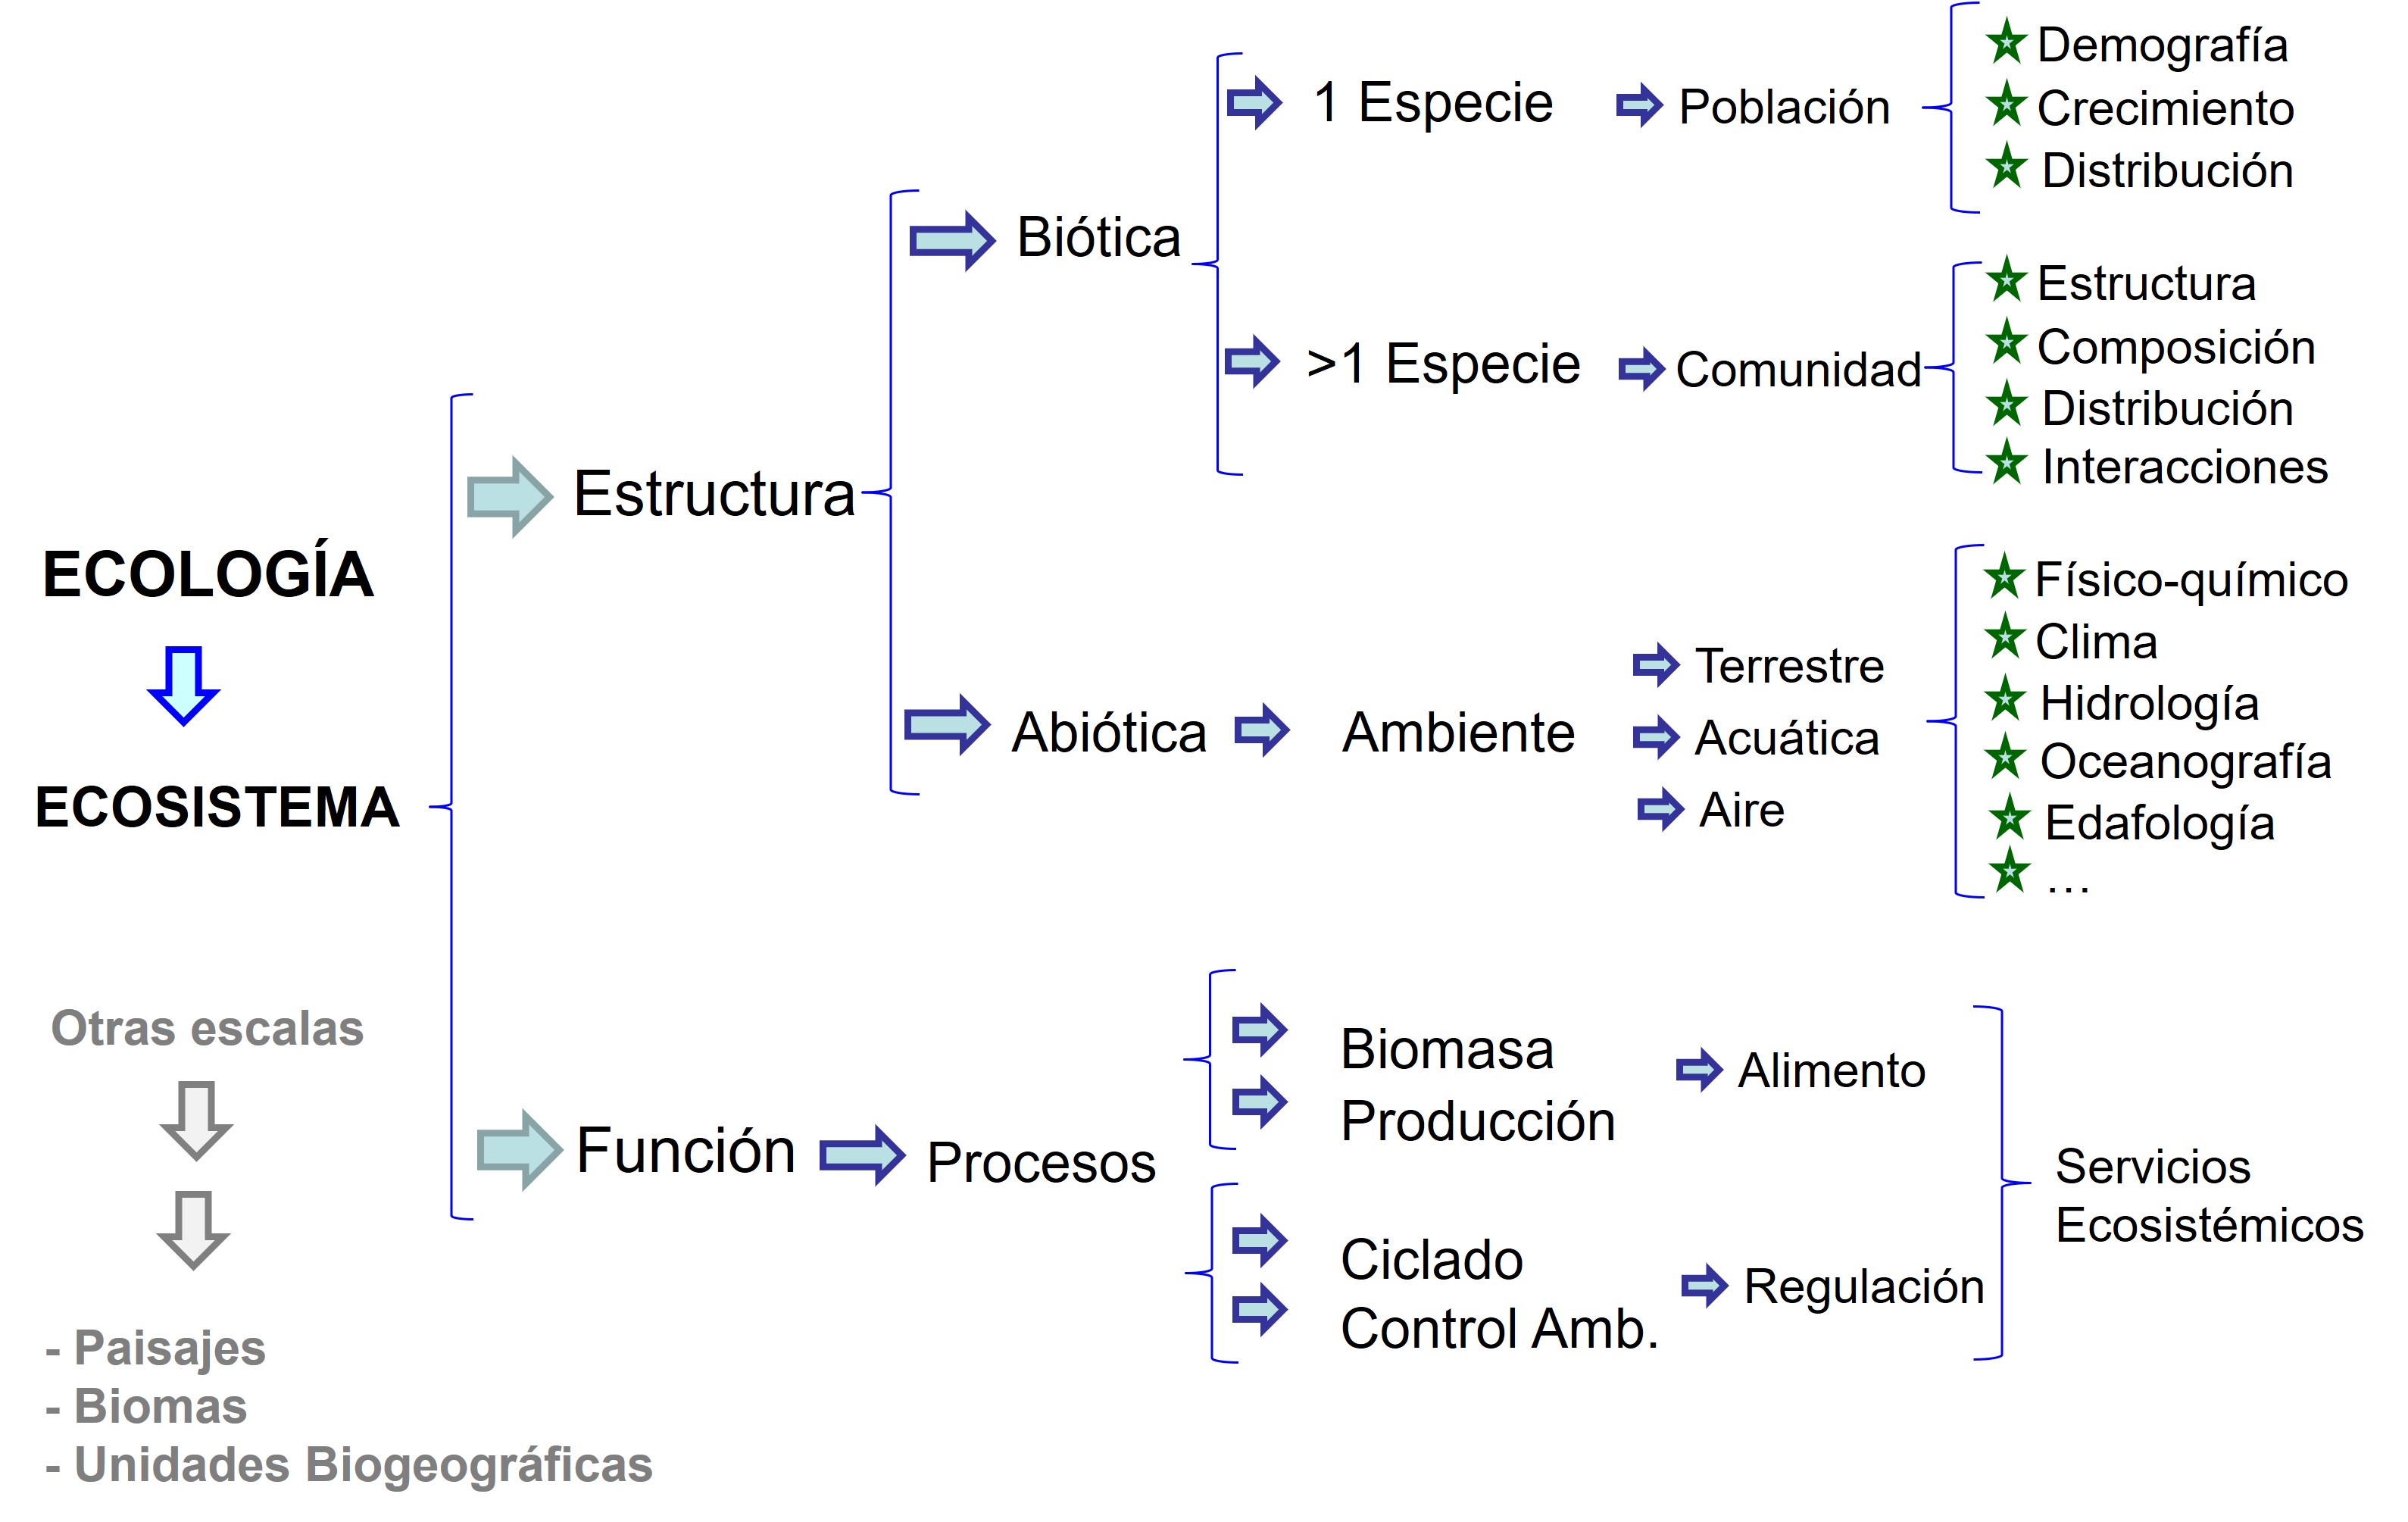 ECOLOGÍA
ECOSISTEMA
Otras escalas
- Paisajes
- Biomas
- Unidades Biogeográficas
Estructura
Biótica
1 Especie
Población
Demografía
Crecimiento
Distribución
>1 Especie
Comunidad
Estructura
Composición
Distribución
Interacciones
Abiótica
Ambiente
Terrestre
Acuática
Aire
Físico-químico
Clima
Hidrología
Oceanografía
Edafología
…
Función
Procesos
Biomasa
Producción
Alimento
Ciclado
Control Amb.
Regulación
Servicios
Ecosistémicos